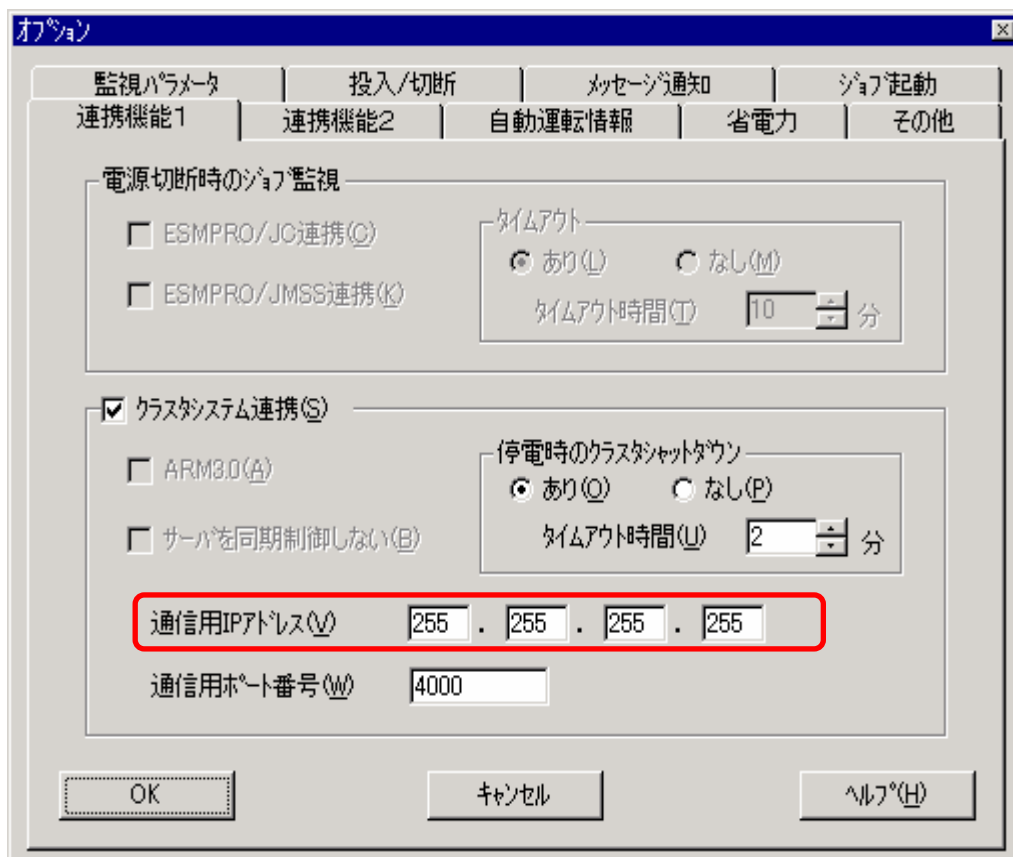 オプション
監視パラメータ 投入/切断 メッセージ通知 ジョブ起動
連携機能1 連携機能2 自動運転情報 省電力 その他
電源切断時のジョブ監視
ESMPRO/JC連携(C)
ESMPRO/JMSS連携(K)
タイムアウト
あり(L) なし(M)
タイムアウト時間(T) 10 分
クラスタシステム連携(S)
ARM3.0(A)
サーバを同期制御しない(B)
停電時のクラスタシャットダウン
あり(O) なし(P)
タイムアウト時間(U) 2 分
通信用IPアドレス(V) 255 . 255 . 255 . 255
通信用ポート番号(W) 4000
OK キャンセル ヘルプ(H)